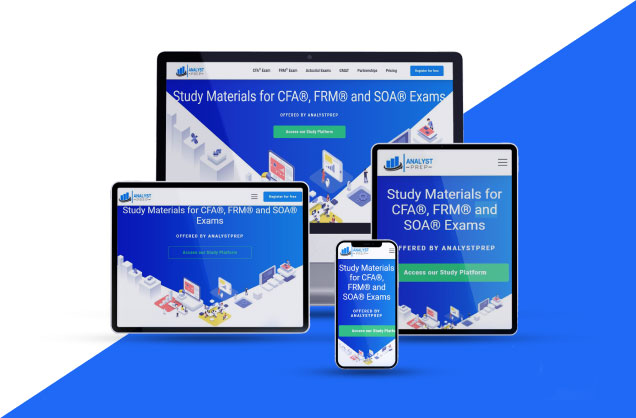 ANALYST
PREP
CFA® Exam FRM® Exam Actuarial Exams GMAT Partnerships Pricing Register for free
Study Materials for CFA®, FRM® and SOA® Exams
OFFERED BY ANALYSTPREP
Access our Study Platform
ANALYST
PREP
Register for free
Study Materials for CFA®, FRM® and SOA®
Exams
OFFERED BY ANALYSTPREP
Access our Study Platform
ANALYST
PREP
Study Materials
for CFA®,
FRM® and
SOA® Exams
OFFERED BY
ANALYSTPREP
Access our Study Platfo
ANALYST
PREP
Study Materials for
CFA®, FRM® and
SOA® Exams
OFFERED BY ANALYSTPREP
Access our Study Platform